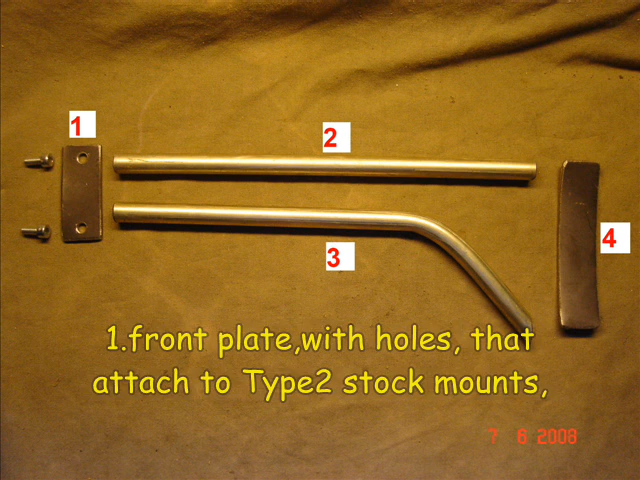 1
2
3
4
1.front plate,with holes, that
attach to Type2 stock mounts,
7 6 2008